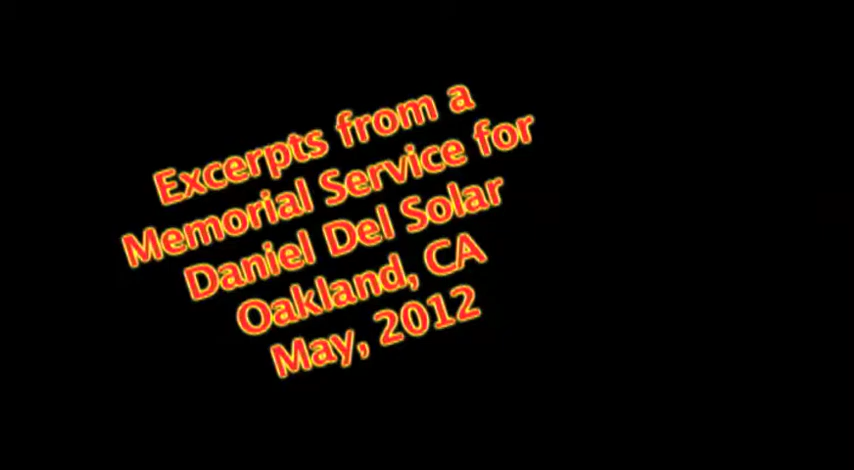 Excerpts from a
Memorial Service for
Daniel Del Solar
Oakland, CA
May, 2012